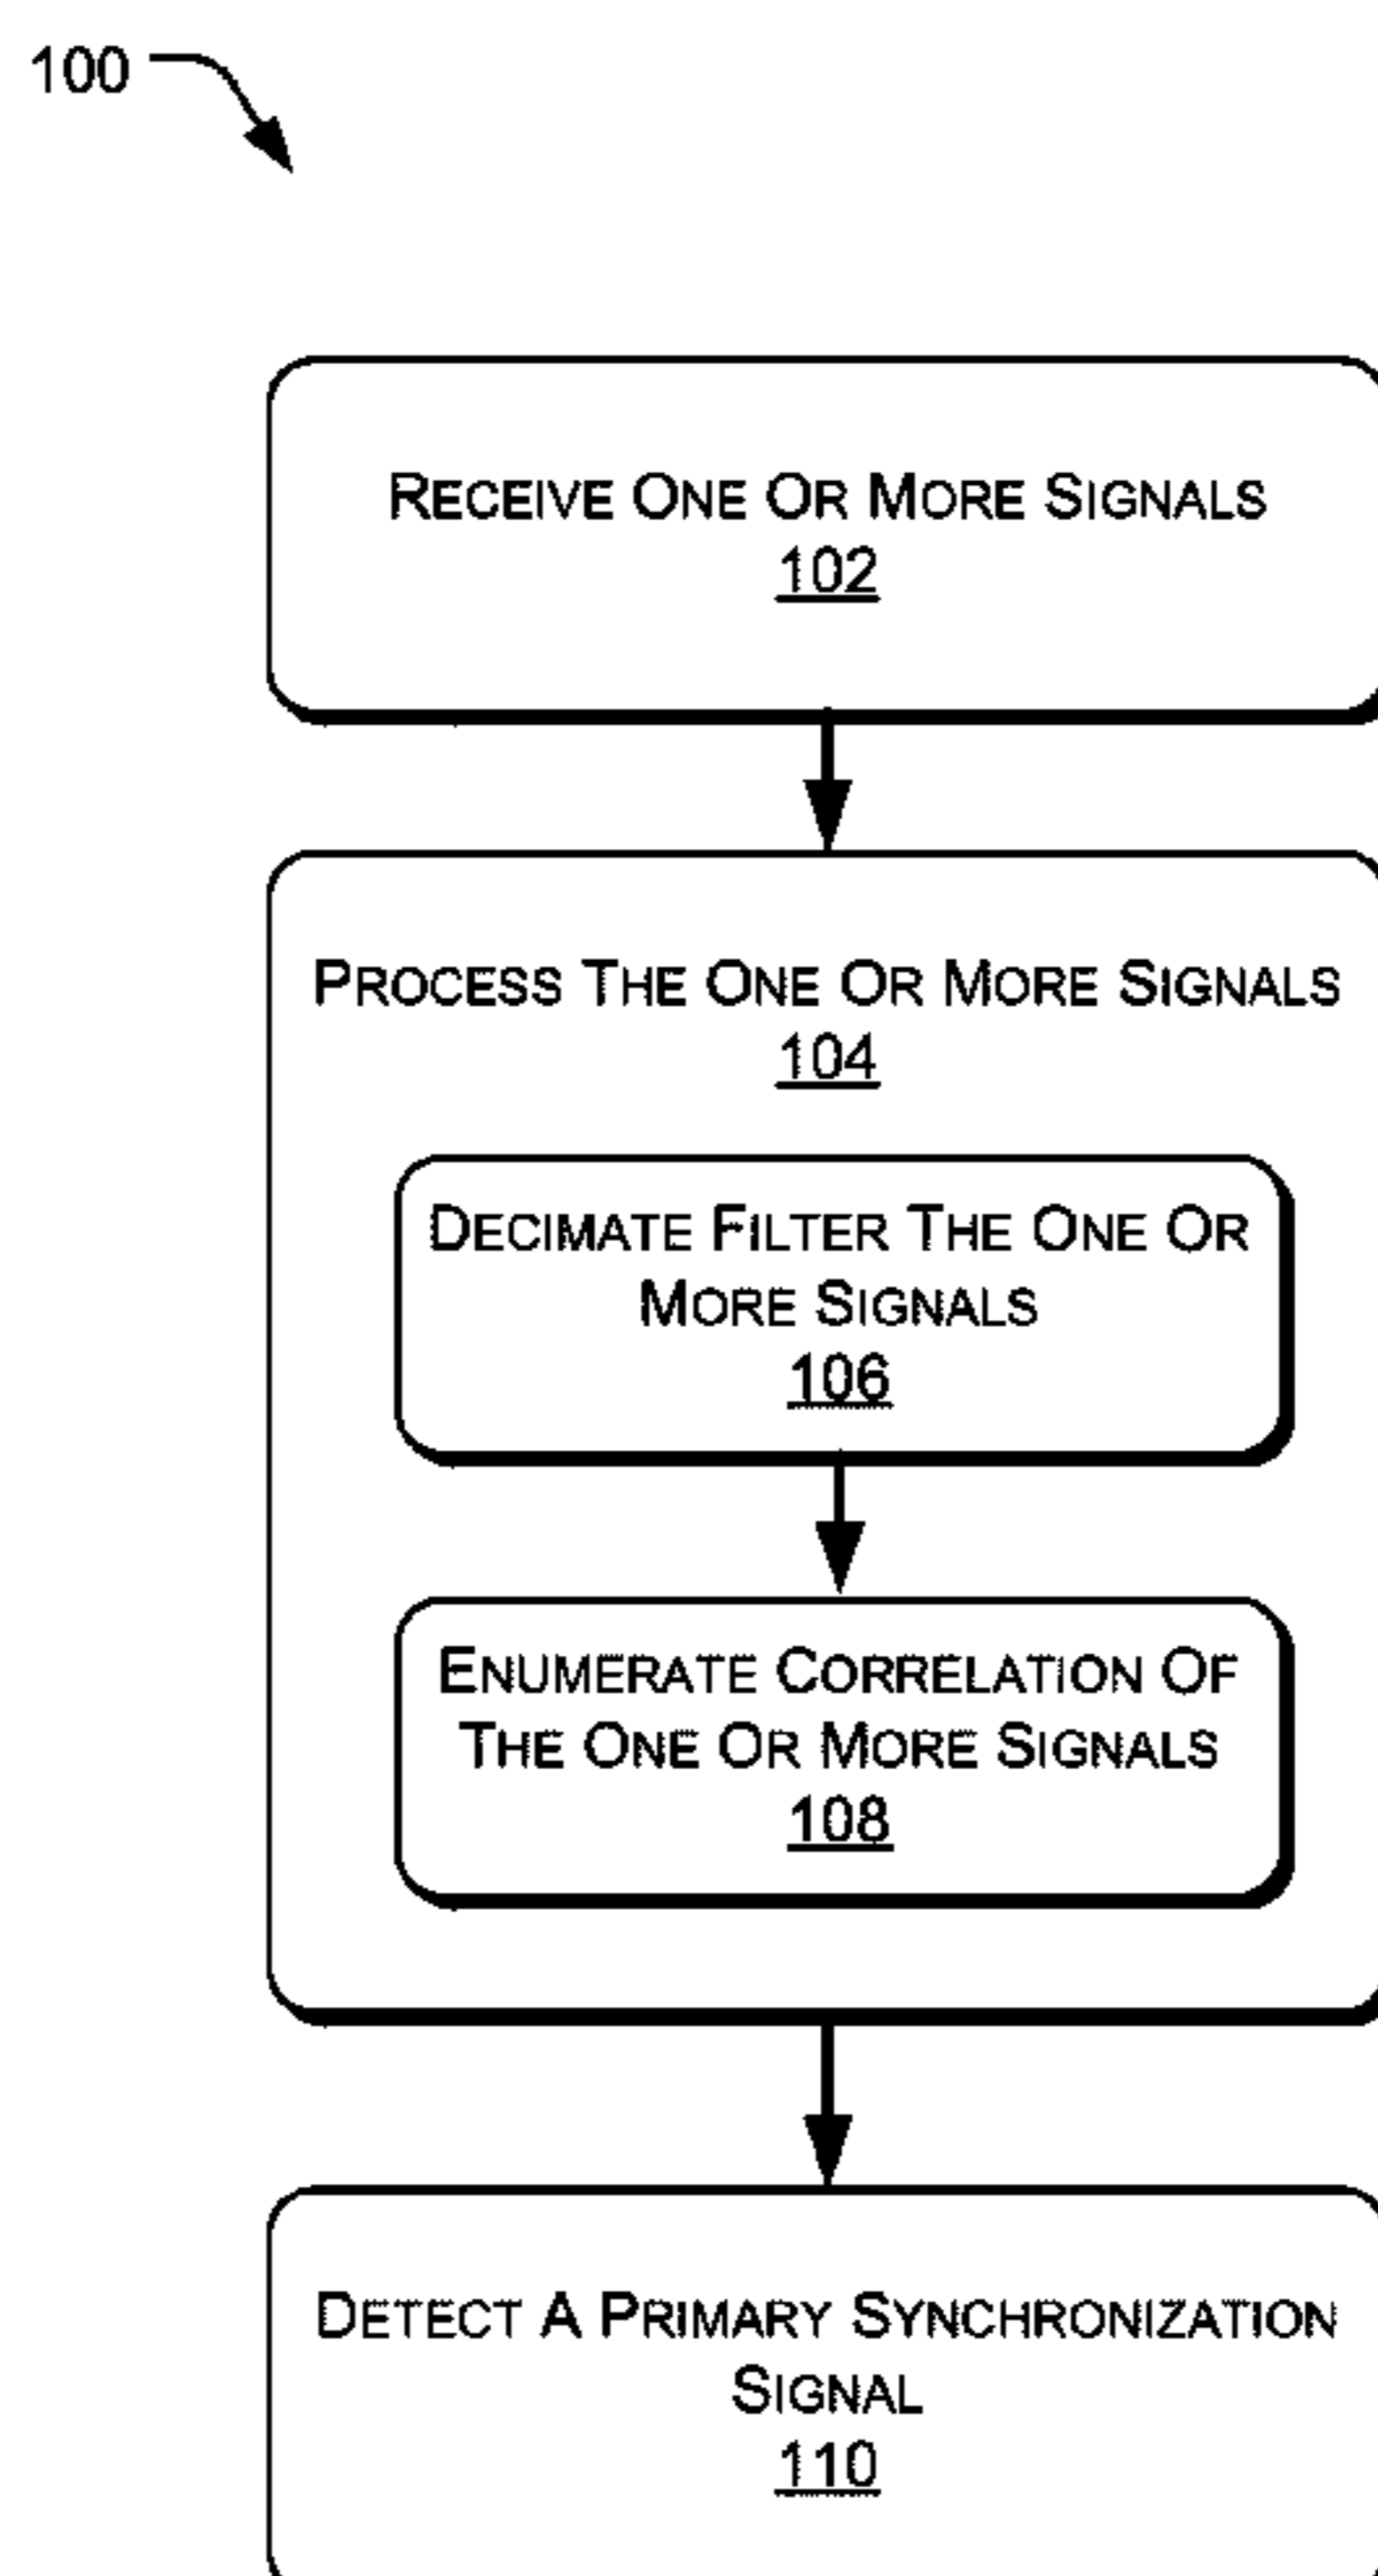 100
RECEIVE ONE OR MORE SIGNALS
102
PROCESS THE ONE OR MORE SIGNALS
104
DECIMATE FILTER THE ONE OR
MORE SIGNALS
106
ENUMERATE CORRELATION OF
THE ONE OR MORE SIGNALS
108
DETECT A PRIMARY SYNCHRONIZATION
SIGNAL
110